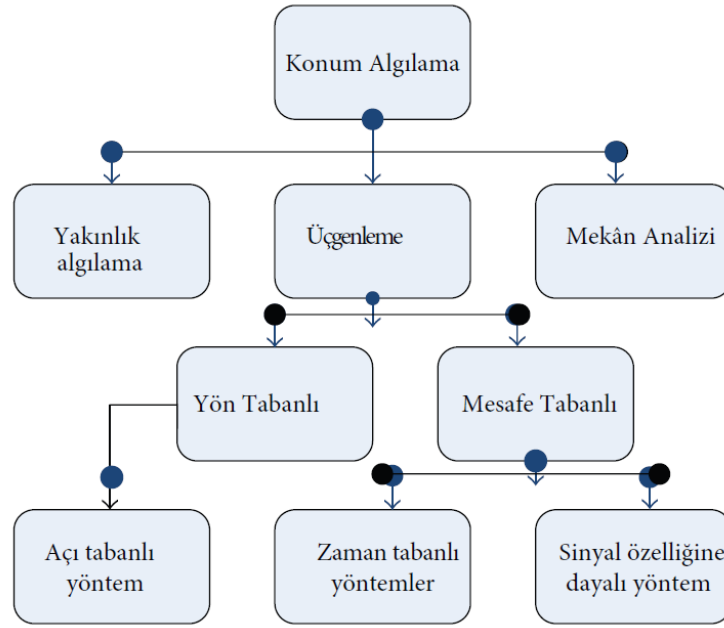 Konum Algılama
Yakınlık
algılama
Üçgenleme
Mekân Analizi
Yön Tabanlı
Mesafe Tabanlı
Açı tabanlı
yöntem
Zaman tabanlı
yöntemler
Sinyal özelliğine
dayalı yöntem